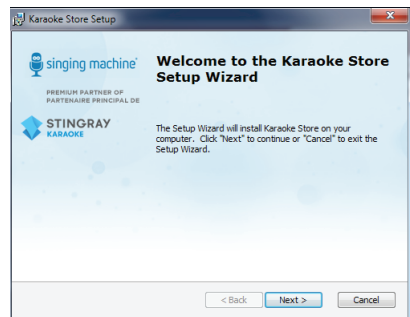 Karaoke Store Setup
singing machine®
PREMIUM PARTNER OF
PARTENAIRE PRINCIPAL DE
STINGRAY
KARAOKE
Welcome to the Karaoke Store
Setup Wizard
The Setup Wizard will install Karaoke Store on your
computer. Click "Next" to continue or "Cancel" to exit the
Setup Wizard.
< Back
Next >
Cancel